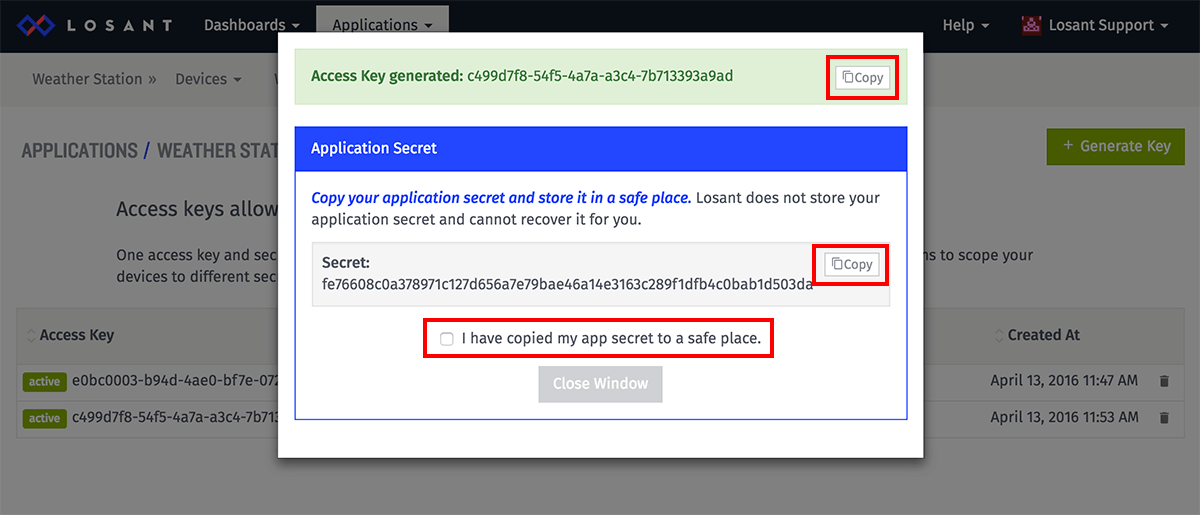 LOSANT Dashboards Applications Help Losant Support
Access Key generated: c499d7f8-54f5-4a7a-a3c4-7b713393a9ad Copy
Weather Station » Devices
Application Secret
APPLICATIONS / WEATHER STAT + Generate Key
Copy your application secret and store it in a safe place. Losant does not store your
application secret and cannot recover it for you.
Access keys allow
One access key and sec ns to scope your
devices to different sec
Secret: Copy
fe76608c0a378971c127d656a7e79bae46a14e3163c289f1dfb4c0bab1d503da
Access Key Created At
I have copied my app secret to a safe place.
active e0bc0003-b94d-4ae0-bf7e-072 April 13, 2016 11:47 AM
Close Window
active c499d7f8-54f5-4a7a-a3c4-7b713 April 13, 2016 11:53 AM